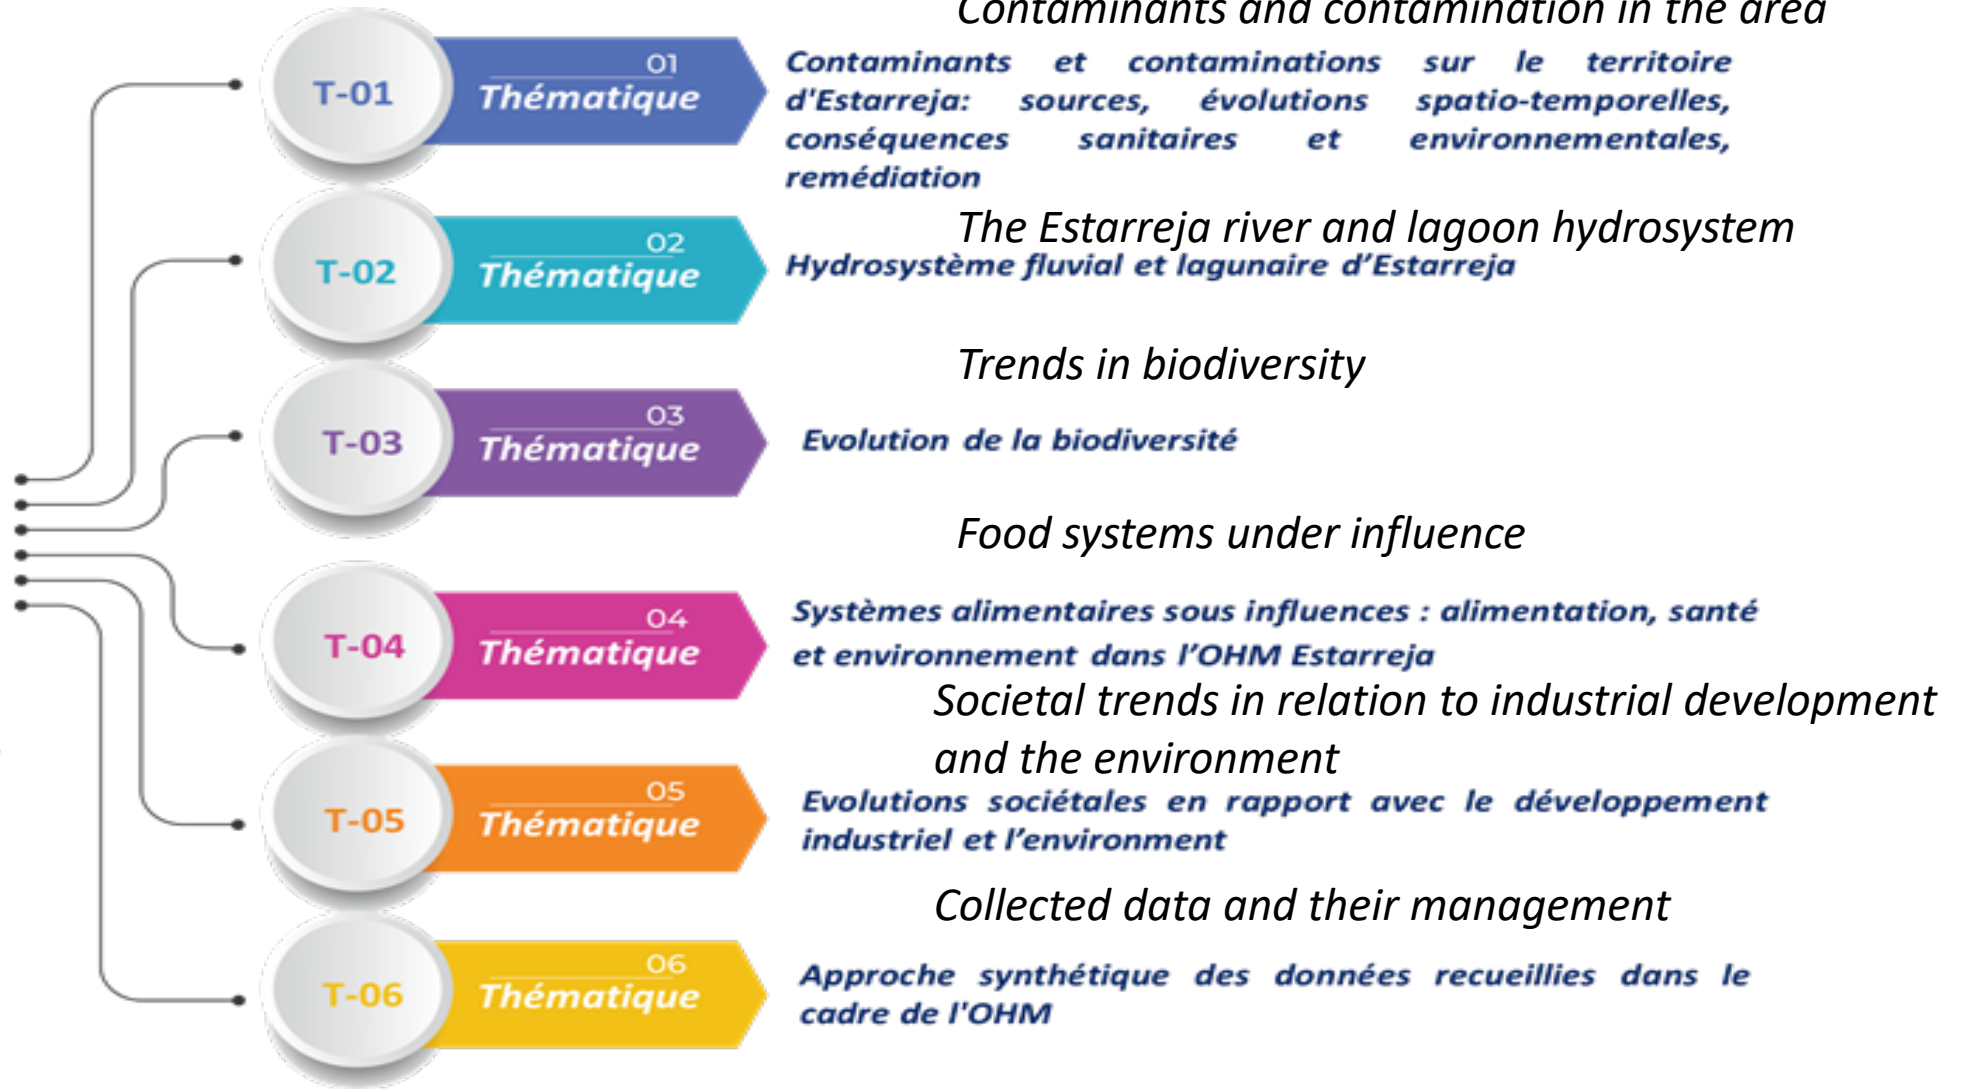 Contaminants and contamination in the area
T-01
01
Thématique
Contaminants et contaminations sur le territoire
d'Estarreja: sources, évolutions spatio-temporelles,
conséquences sanitaires et environnementales,
remédiation
T-02
02
Thématique
The Estarreja river and lagoon hydrosystem
Hydrosystème fluvial et lagunaire d’Estarreja
T-03
03
Thématique
Trends in biodiversity
Evolution de la biodiversité
T-04
04
Thématique
Food systems under influence
Systèmes alimentaires sous influences : alimentation, santé
et environnement dans l’OHM Estarreja
T-05
05
Thématique
Societal trends in relation to industrial development
and the environment
Evolutions sociétales en rapport avec le développement
industriel et l’environment
T-06
06
Thématique
Collected data and their management
Approche synthétique des données recueillies dans le
cadre de l'OHM